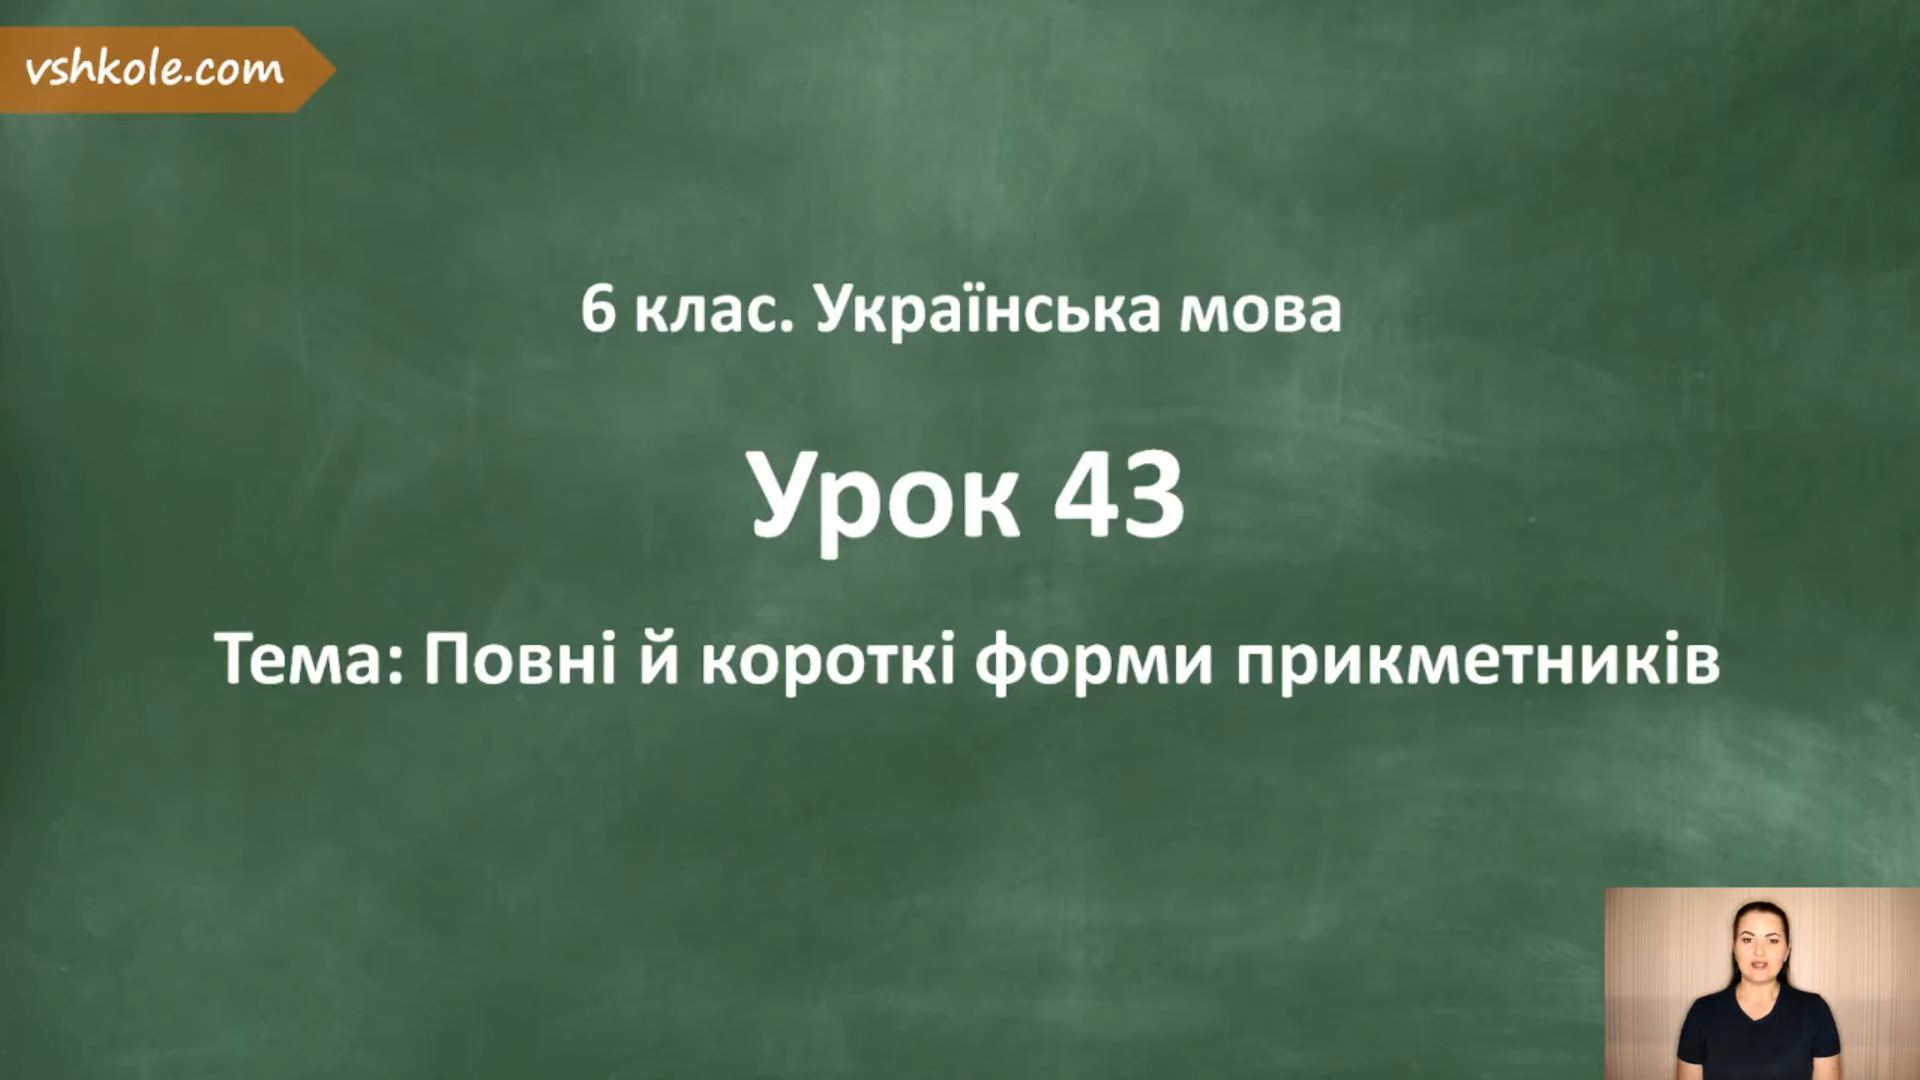 vshkole.com
6 клас. Українська мова
Урок 43
Тема: Повні й короткі форми прикметників